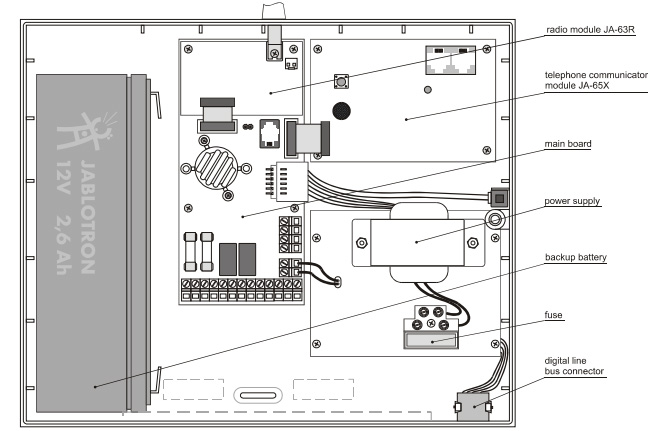 radio module JA-63R
telephone communicator
module JA-65X
main board
power supply
backup battery
fuse
digital line
bus connector
JABLOTRON
12V 2,6 Ah